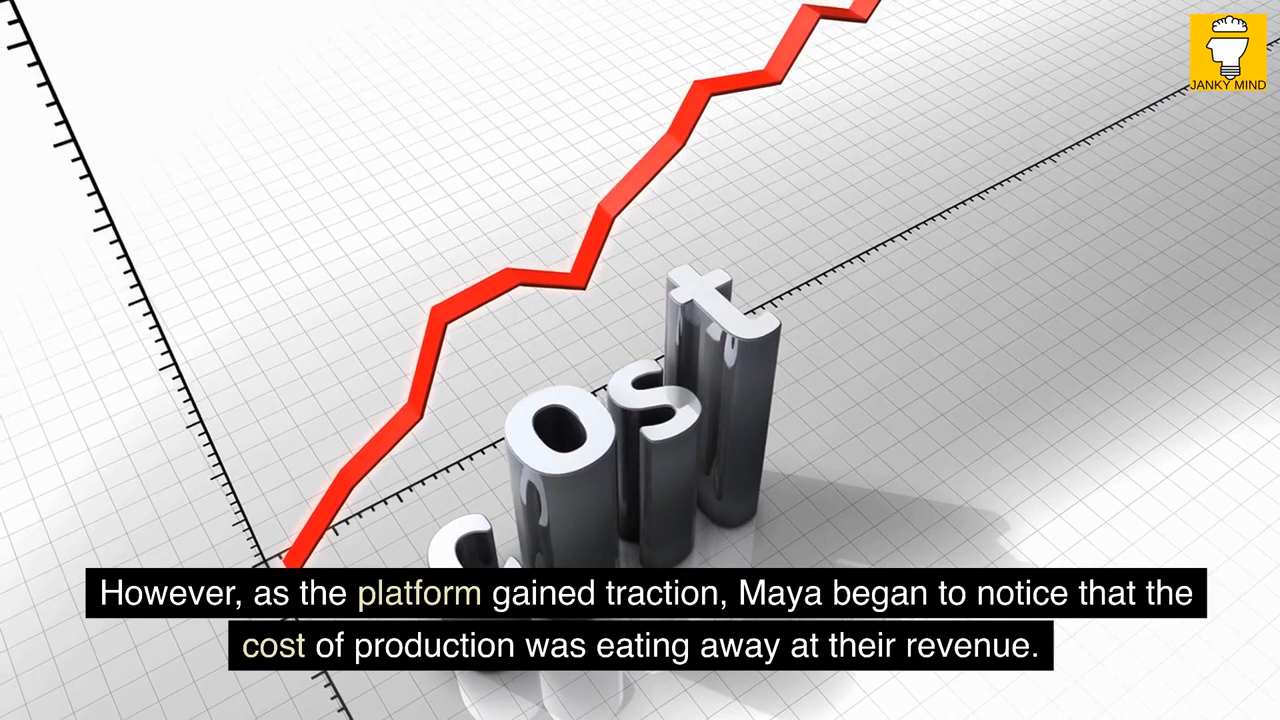 JANKY MIND
cost
However, as the platform gained traction, Maya began to notice that the
cost of production was eating away at their revenue.